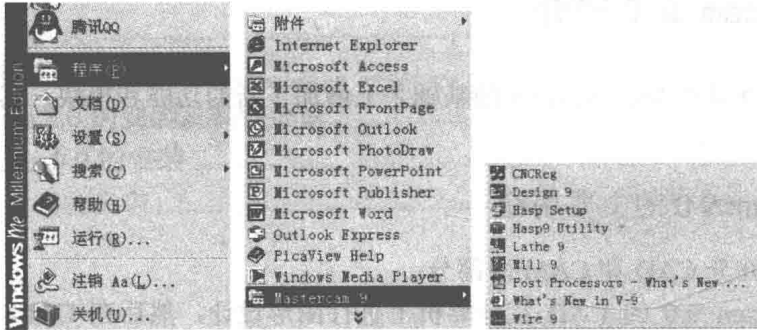 腾讯QQ
程序(P)
文档(D)
设置(S)
搜索(C)
帮助(H)
运行(R)...
注销 Aa(L)...
关机(U)...
Windows Me Millennium Edition
附件
Internet Explorer
Microsoft Access
Microsoft Excel
Microsoft FrontPage
Microsoft Outlook
Microsoft PhotoDraw
Microsoft PowerPoint
Microsoft Publisher
Microsoft Word
Outlook Express
PicaView Help
Windows Media Player
Mastercam 9
CNCReg
Design 9
Hasp Setup
Hasp9 Utility
Lathe 9
Mill 9
Post Processors - What's New ...
What's New in V-9
Wire 9